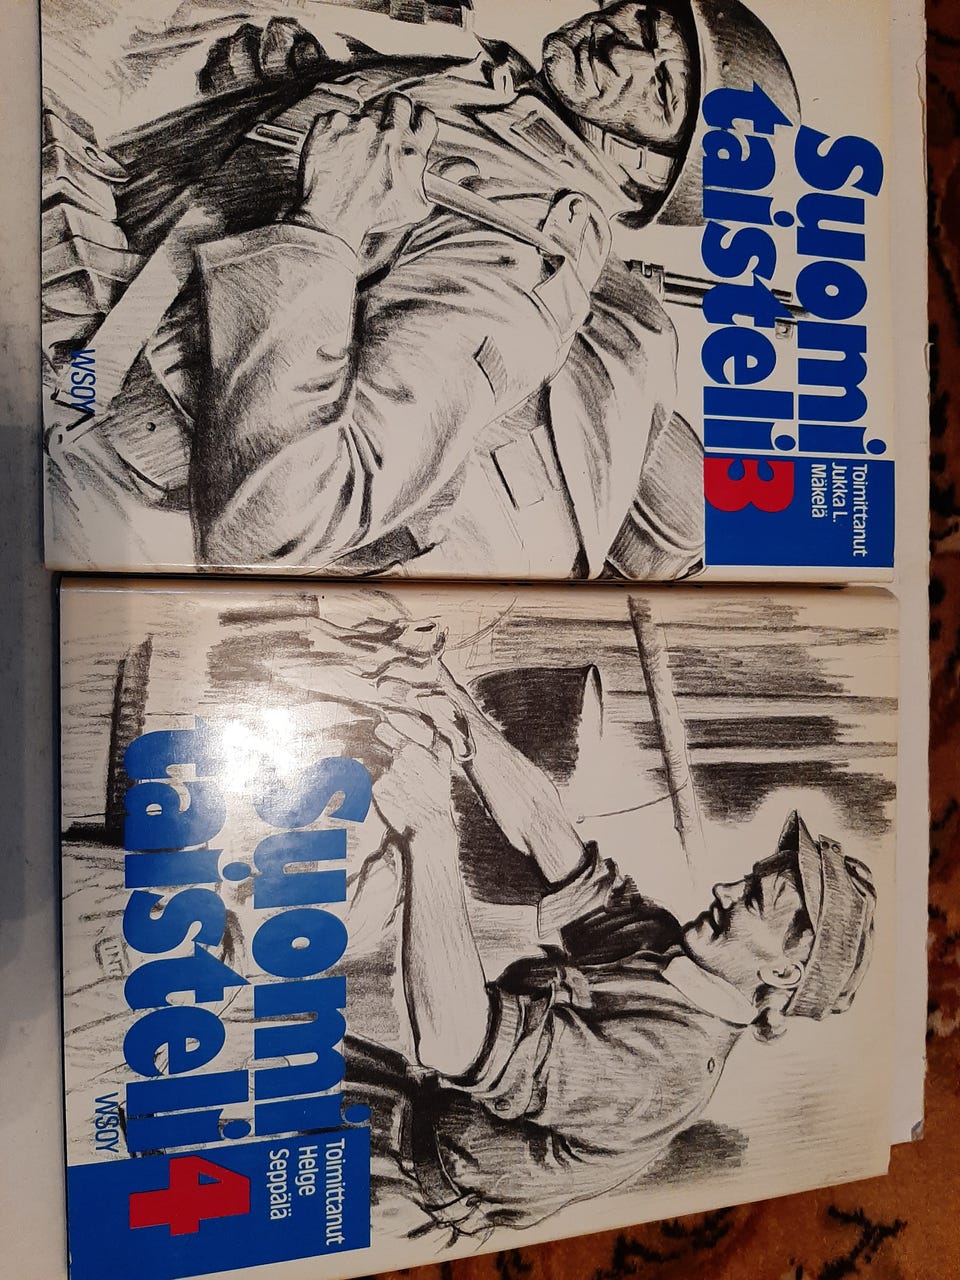 Suomi
taisteli
3
Toimittanut
Jukka L.
Mäkelä
WSOY
Suomi
taisteli
4
Toimittanut
Helge
Seppälä
WSOY